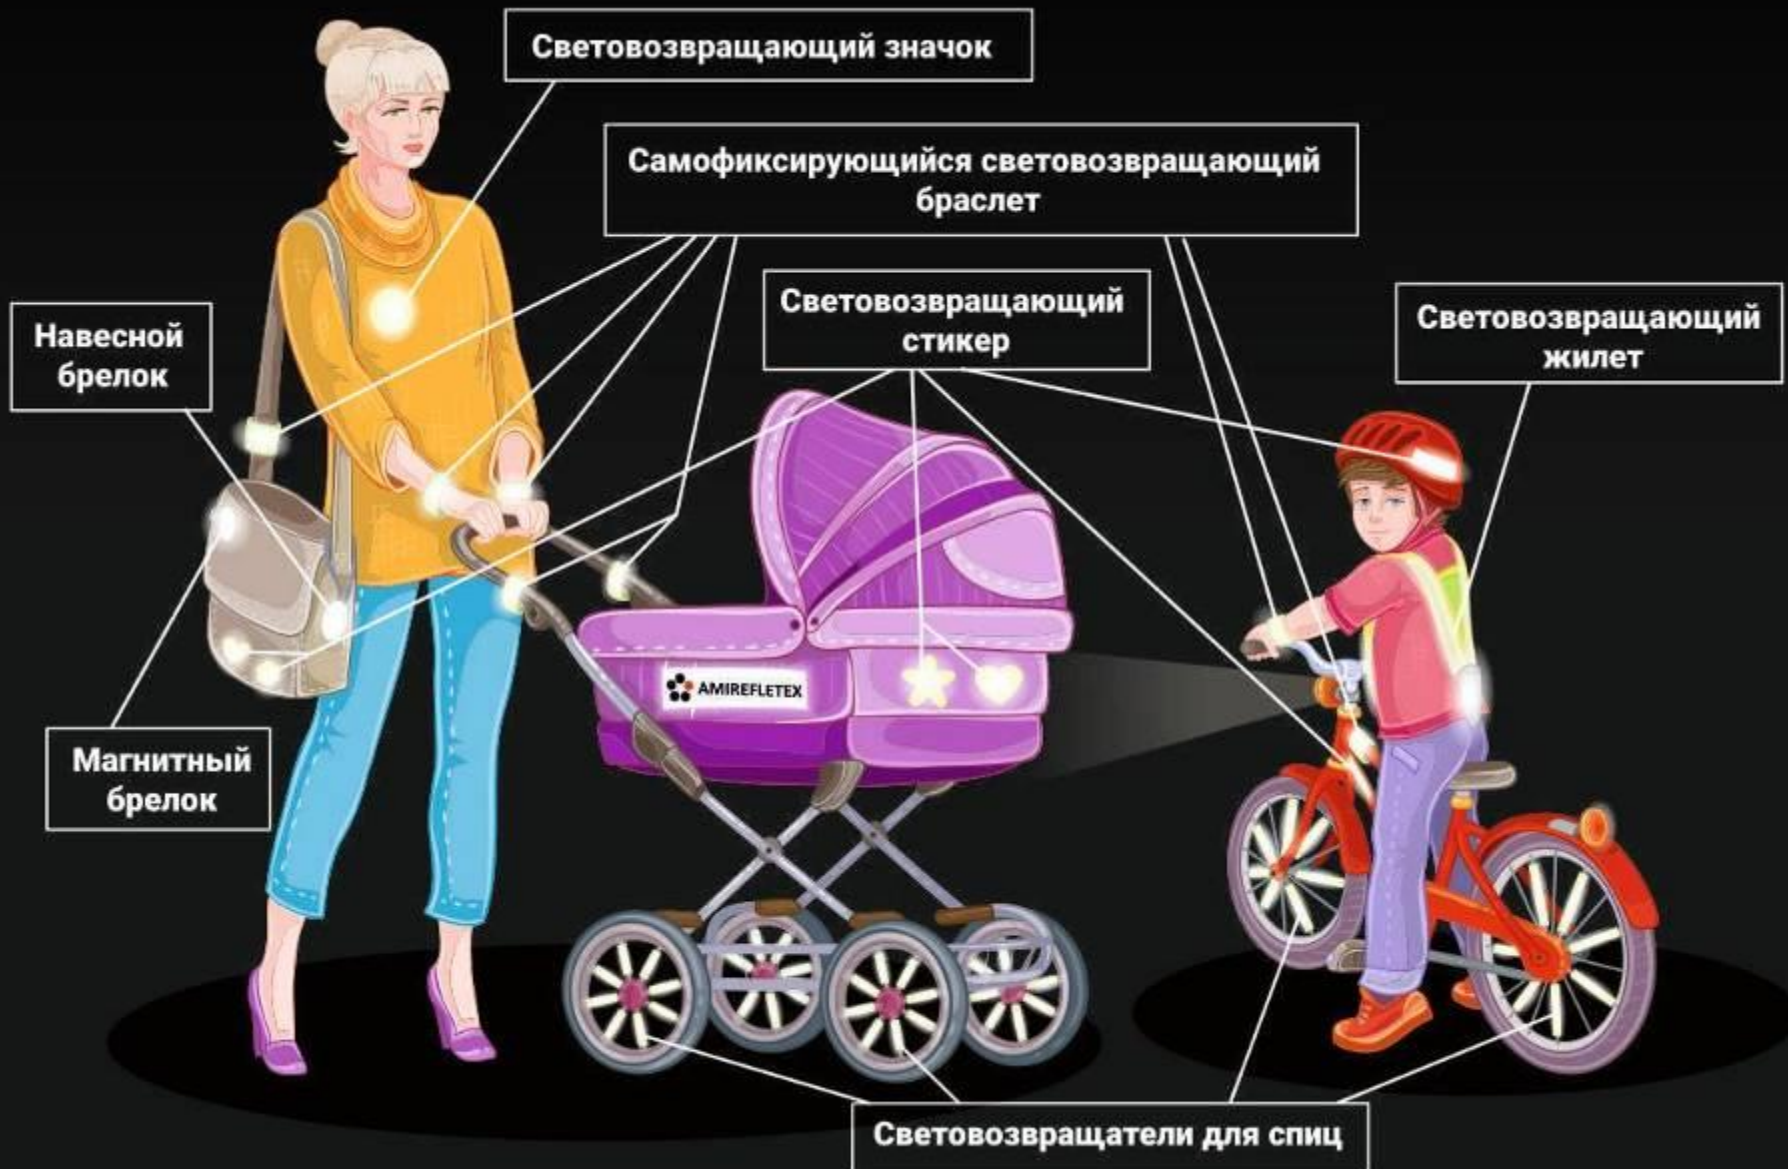 Световозвращающий значок
Самофиксирующийся световозвращающий
браслет
Световозвращающий
стикер
Световозвращающий
жилет
Навесной
брелок
AMIREFLETEX
Магнитный
брелок
Световозвращатели для спиц